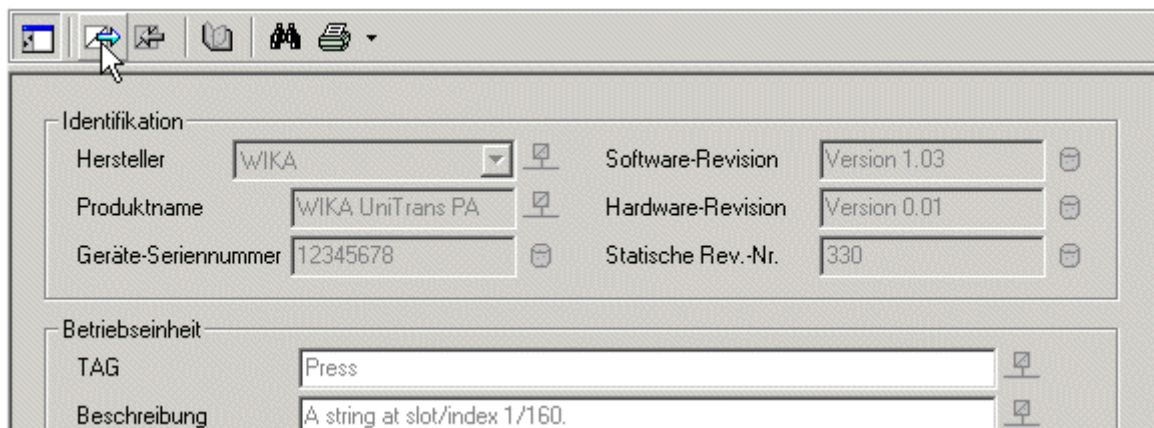 Identifikation
Hersteller WIKA Software-Revision Version 1.03
Produktname WIKA UniTrans PA Hardware-Revision Version 0.01
Geräte-Seriennummer 12345678 Statische Rev.-Nr. 330
Betriebseinheit
TAG Press
Beschreibung A string at slot/index 1/160.